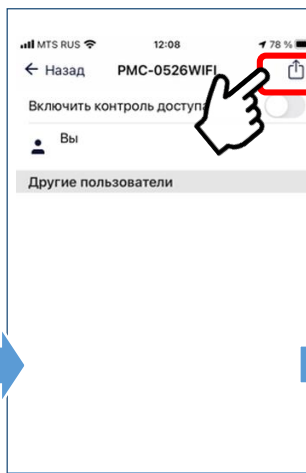 MTS RUS 12:08 78 %
← Назад PMC-0526WIFI
Включить контроль доступа
Вы
Другие пользователи